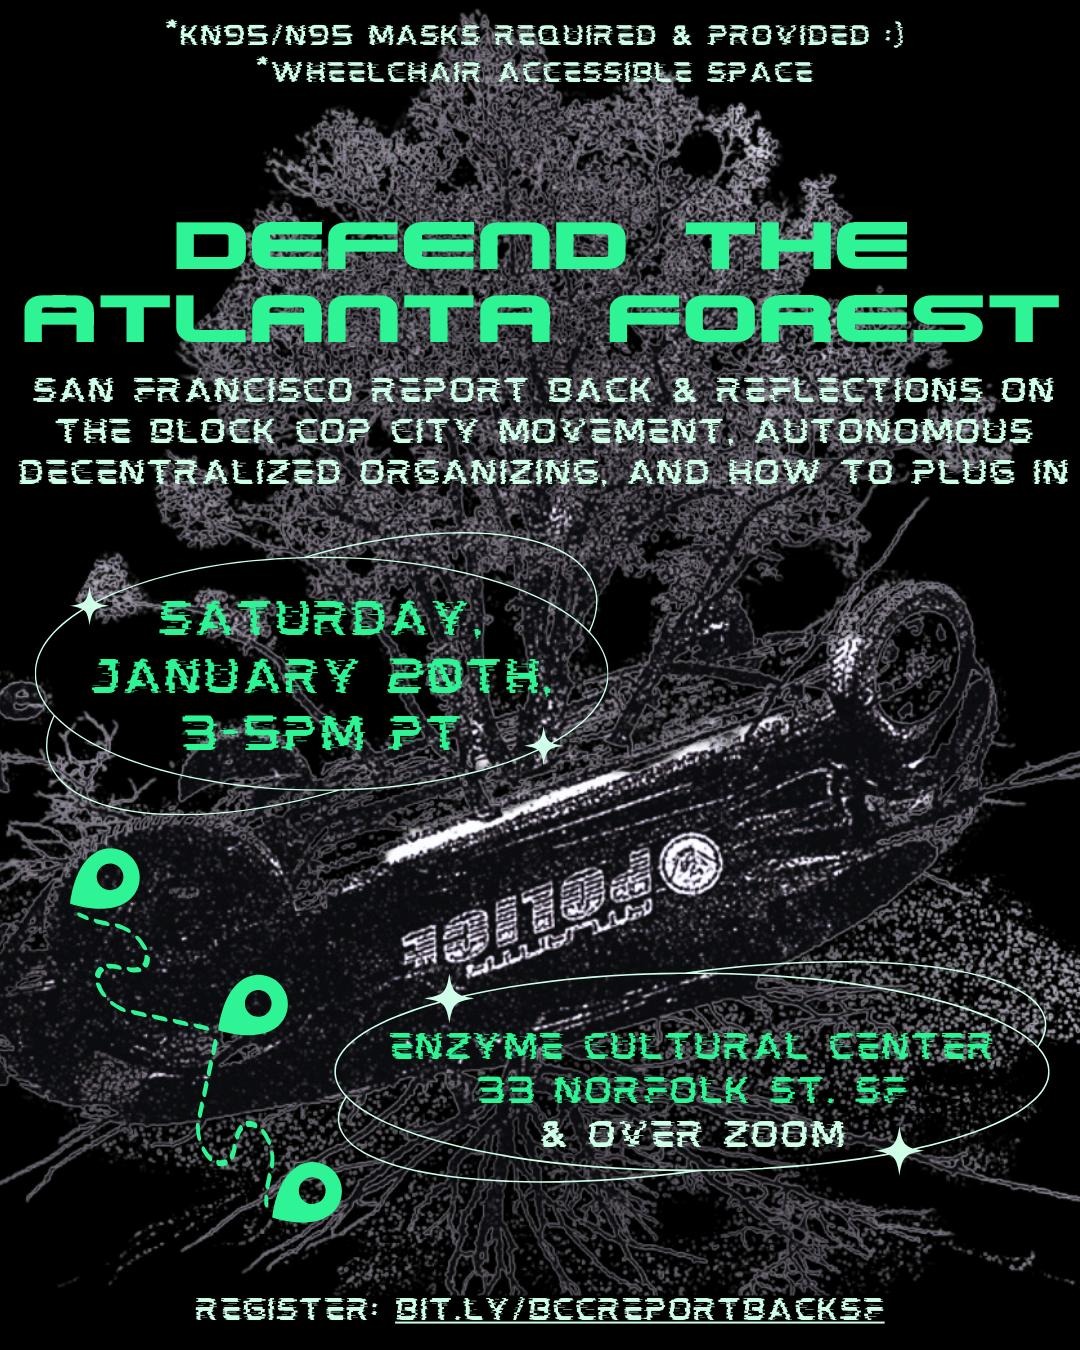 *KN95/N95 MASKS REQUIRED & PROVIDED :)
*WHEELCHAIR ACCESSIBLE SPACE
DEFEND THE
ATLANTA FOREST
SAN FRANCISCO REPORT BACK & REFLECTIONS ON
THE BLOCK COP CITY MOVEMENT, AUTONOMOUS
DECENTRALIZED ORGANIZING, AND HOW TO PLUG IN
SATURDAY,
JANUARY 20TH,
3-5PM PT
POLICE
ENZYME CULTURAL CENTER
33 NORFOLK ST. SF
& OVER ZOOM
REGISTER: BIT.LY/BCCREPORTBACKSF